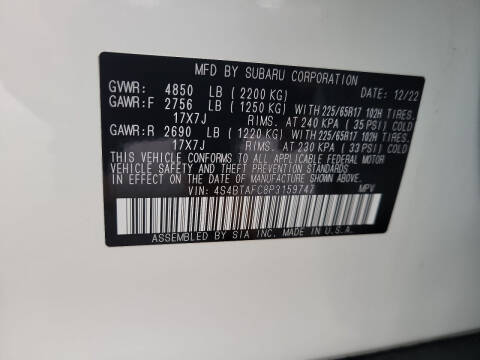 MFD BY SUBARU CORPORATION
GVWR: 4850 LB (2200 KG) DATE: 12/22
GAWR:F 2756 LB (1250 KG) WITH 225/65R17 102H TIRES,
17X7J RIMS. AT 240 KPA (35 PSI) COLD
GAWR:R 2690 LB (1220 KG) WITH 225/65R17 102H TIRES,
17X7J RIMS. AT 230 KPA (33 PSI) COLD
THIS VEHICLE CONFORMS TO ALL APPLICABLE FEDERAL MOTOR
VEHICLE SAFETY AND THEFT PREVENTION STANDARDS
IN EFFECT ON THE DATE OF MANUFACTURE SHOWN ABOVE.
VIN: 4S4BTAFC8P3159747 MPV
ASSEMBLED BY SIA INC. MADE IN U.S.A.